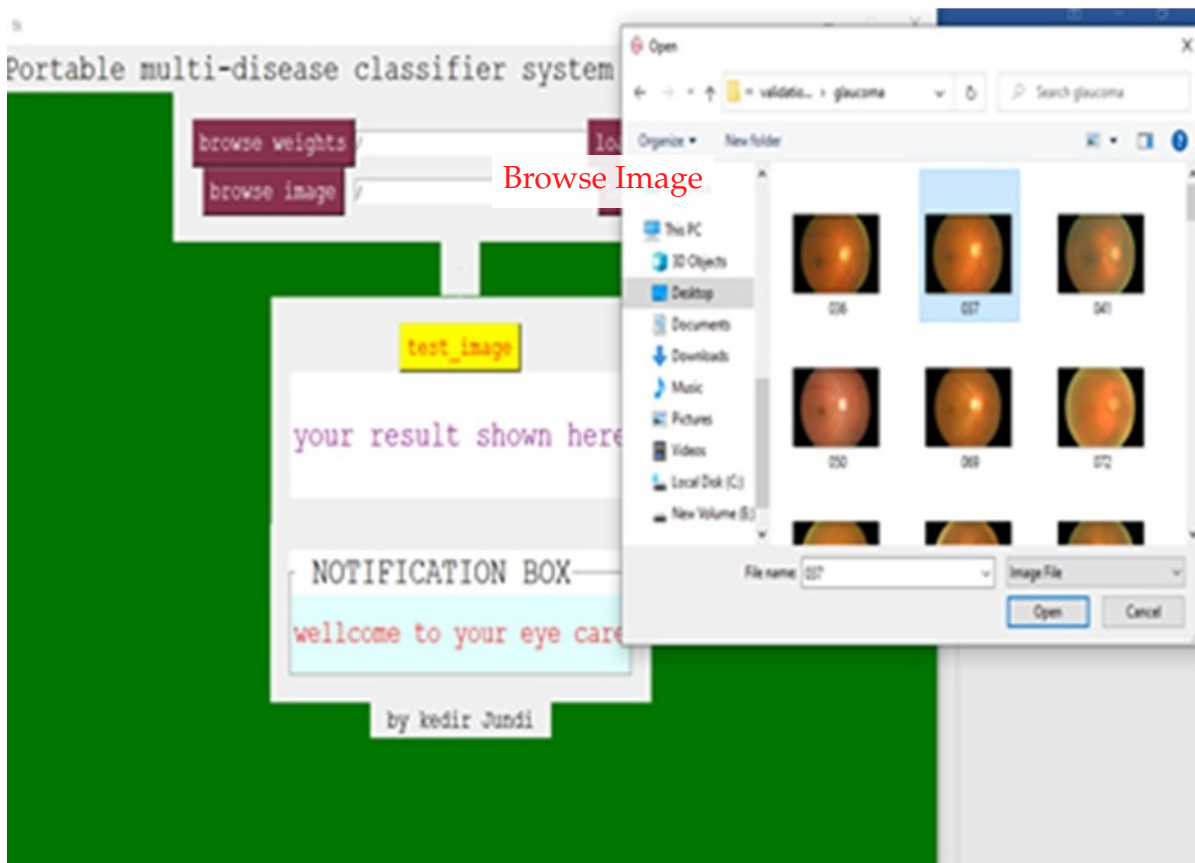 Portable multi-disease classifier system
browse weights /
browse image /
Browse Image
test_image
your result shown here
NOTIFICATION BOX
wellcome to your eye care
by kedir Jundi
Open
validatio... > glaucoma
Search glaucoma
Organize
New folder
This PC
3D Objects
Desktop
Documents
Downloads
Music
Pictures
Videos
Local Disk (C:)
New Volume (E:)
036
037
041
050
069
072
File name: 037
Image File
Open
Cancel